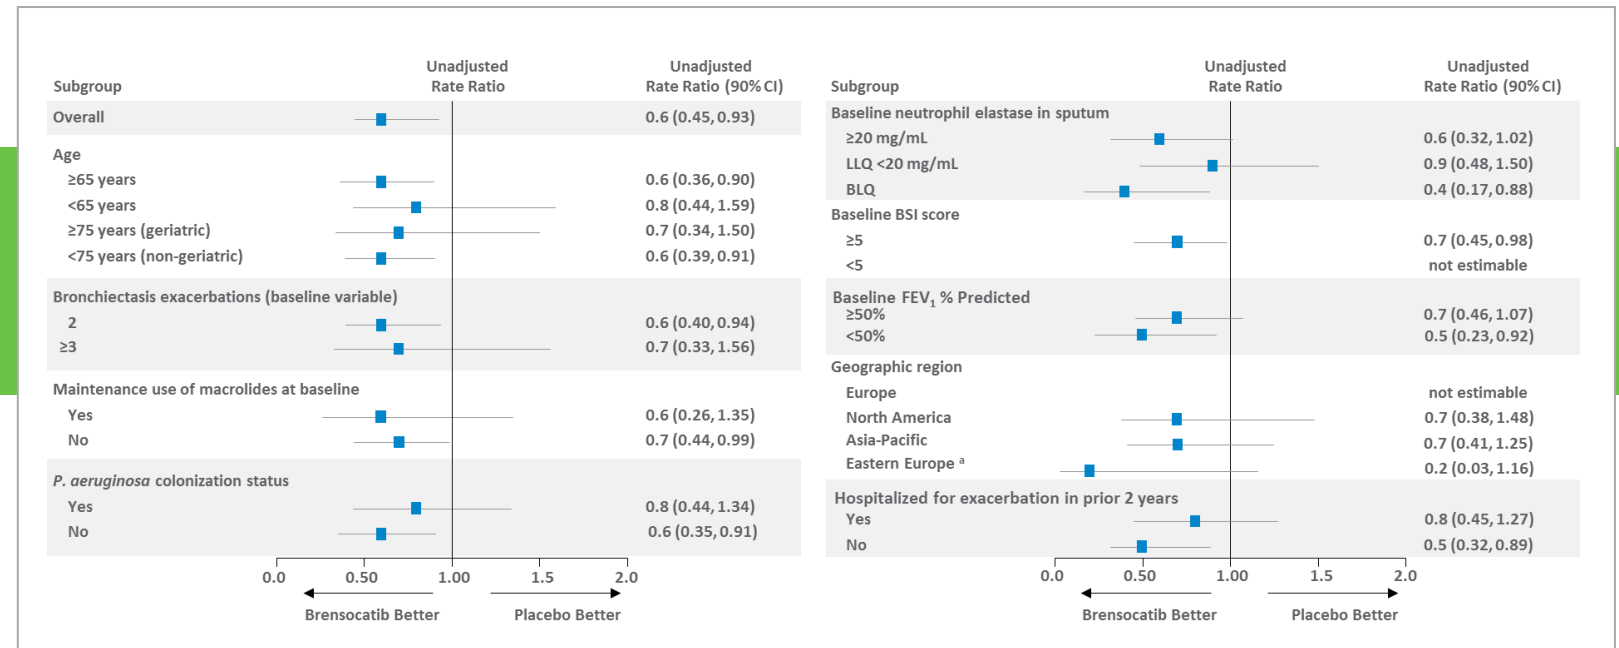 Unadjusted Unadjusted
Subgroup Rate Ratio Rate Ratio (90% CI)
Overall 0.6 (0.45, 0.93)
Age
≥65 years 0.6 (0.36, 0.90)
<65 years 0.8 (0.44, 1.59)
≥75 years (geriatric) 0.7 (0.34, 1.50)
<75 years (non-geriatric) 0.6 (0.39, 0.91)
Bronchiectasis exacerbations (baseline variable)
2 0.6 (0.40, 0.94)
≥3 0.7 (0.33, 1.56)
Maintenance use of macrolides at baseline
Yes 0.6 (0.26, 1.35)
No 0.7 (0.44, 0.99)
P. aeruginosa colonization status
Yes 0.8 (0.44, 1.34)
No 0.6 (0.35, 0.91)
0.0 0.50 1.00 1.5 2.0
Brensocatib Better Placebo Better
Unadjusted Unadjusted
Subgroup Rate Ratio Rate Ratio (90% CI)
Baseline neutrophil elastase in sputum
≥20 mg/mL 0.6 (0.32, 1.02)
LLQ <20 mg/mL 0.9 (0.48, 1.50)
BLQ 0.4 (0.17, 0.88)
Baseline BSI score
≥5 0.7 (0.45, 0.98)
<5 not estimable
Baseline FEV₁ % Predicted
≥50% 0.7 (0.46, 1.07)
<50% 0.5 (0.23, 0.92)
Geographic region
Europe not estimable
North America 0.7 (0.38, 1.48)
Asia-Pacific 0.7 (0.41, 1.25)
Eastern Europe ᵃ 0.2 (0.03, 1.16)
Hospitalized for exacerbation in prior 2 years
Yes 0.8 (0.45, 1.27)
No 0.5 (0.32, 0.89)
0.0 0.50 1.00 1.5 2.0
Brensocatib Better Placebo Better